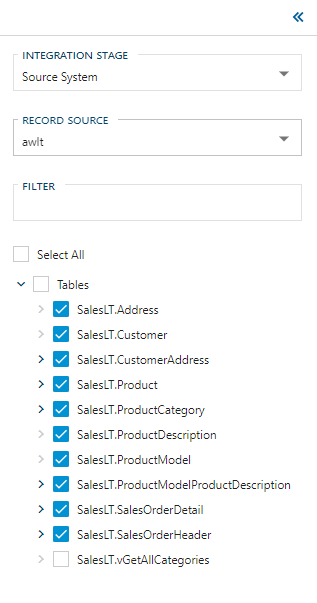 INTEGRATION STAGE
Source System
RECORD SOURCE
awlt
FILTER
Select All
Tables
SalesLT.Address
SalesLT.Customer
SalesLT.CustomerAddress
SalesLT.Product
SalesLT.ProductCategory
SalesLT.ProductDescription
SalesLT.ProductModel
SalesLT.ProductModelProductDescription
SalesLT.SalesOrderDetail
SalesLT.SalesOrderHeader
SalesLT.vGetAllCategories